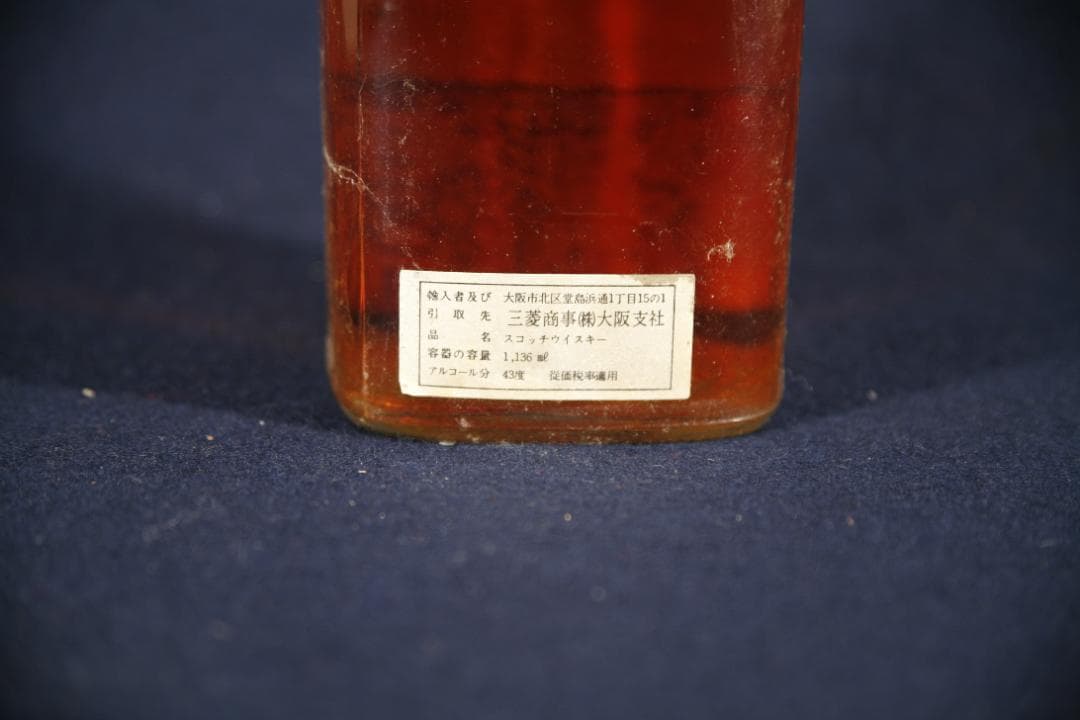 輸入者及び 大阪市北区堂島浜通1丁目15の1
引取先 三菱商事㈱大阪支社
品名 スコッチウイスキー
容器の容量 1,136㎖
アルコール分 43度 従価税率適用